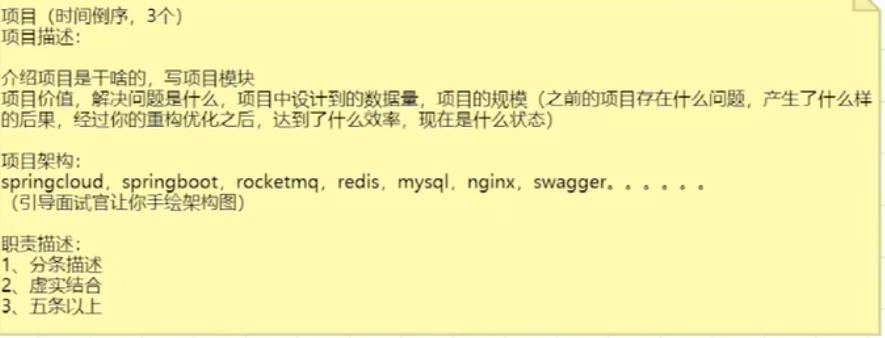 项目（时间倒序，3个）
项目描述：
介绍项目是干啥的，写项目模块
项目价值，解决问题是什么，项目中设计到的数据量，项目的规模（之前的项目存在什么问题，产生了什么样
的后果，经过你的重构优化之后，达到了什么效率，现在是什么状态）
项目架构：
springcloud，springboot，rocketmq，redis，mysql，nginx，swagger。。。。。。
（引导面试官让你手绘架构图）
职责描述：
1、分条描述
2、虚实结合
3、五条以上